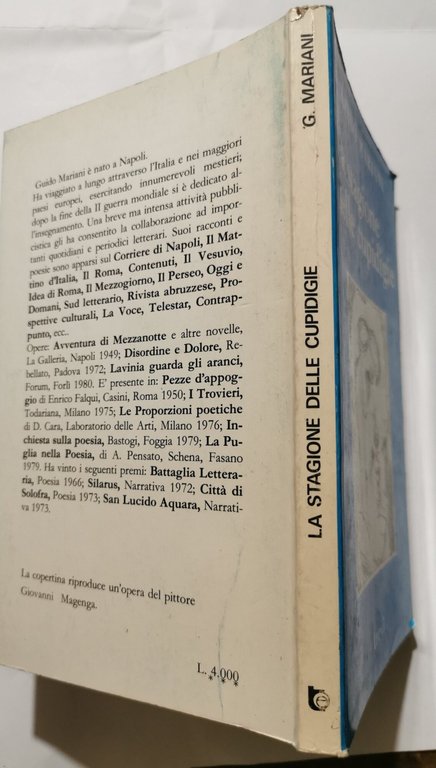 Guido Mariani è nato a Napoli.
Ha viaggiato a lungo attraverso l'Italia e nei maggiori
paesi europei, esercitando innumerevoli mestieri;
dopo la fine della II guerra mondiale si è dedicato al-
l'insegnamento. Una breve ma intensa attività pubbli-
cistica gli ha consentito la collaborazione ad impor-
tanti quotidiani e periodici letterari. Suoi racconti e
poesie sono apparsi sul Corriere di Napoli, Il Mat-
tino d'Italia, Il Roma, Contenuti, Il Vesuvio,
Idea di Roma, Il Mezzogiorno, Il Perseo, Oggi e
Domani, Sud letterario, Rivista abruzzese, Pro-
spettive culturali, La Voce, Telestar, Contrap-
punto, ecc..
Opere: Avventura di Mezzanotte e altre novelle,
La Galleria, Napoli 1949; Disordine e Dolore, Re-
bellato, Padova 1972; Lavinia guarda gli aranci,
Forum, Forlì 1980. E' presente in: Pezze d'appog-
gio di Enrico Falqui, Casini, Roma 1950; I Trovieri,
Todariana, Milano 1975; Le Proporzioni poetiche
di D. Cara, Laboratorio delle Arti, Milano 1976; In-
chiesta sulla poesia, Bastogi, Foggia 1979; La Pu-
glia nella Poesia, di A. Pensato, Schena, Fasano
1979. Ha vinto i seguenti premi: Battaglia Lettera-
ria, Poesia 1966; Silarus, Narrativa 1972; Città di
Solofra, Poesia 1973; San Lucido Aquara, Narrati-
va 1973.
La copertina riproduce un'opera del pittore
Giovanni Magenga.
L. 4.000
***
G. MARIANI
LA STAGIONE DELLE CUPIDIGIE